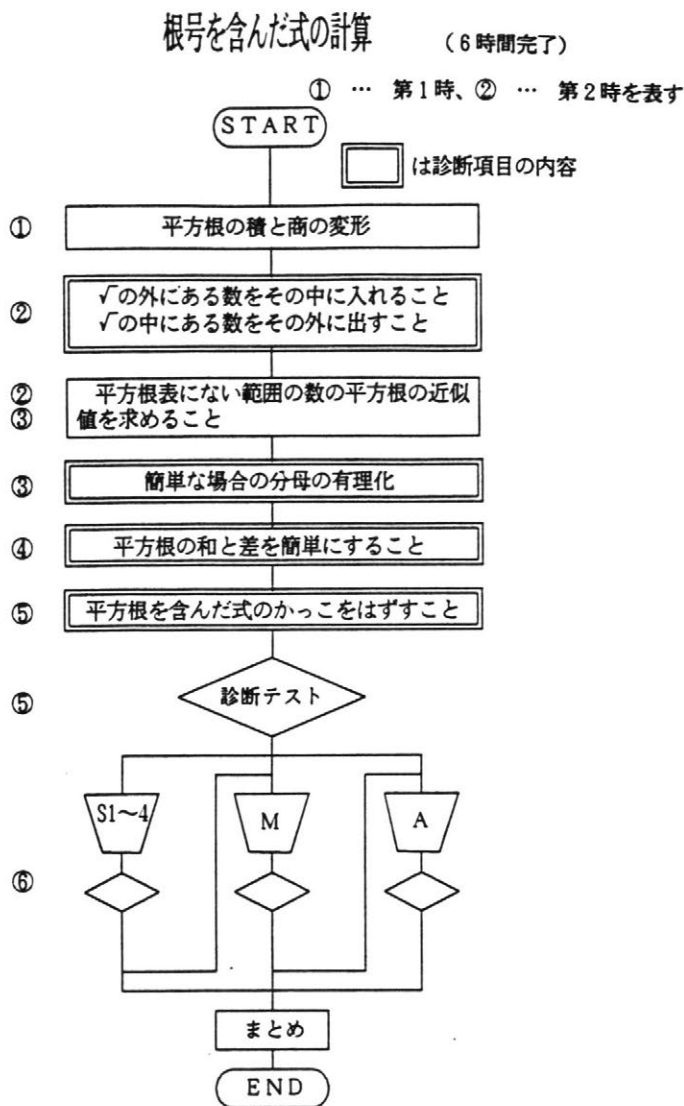 根号を含んだ式の計算　（6時間完了）
① … 第1時、② … 第2時を表す
START
は診断項目の内容
① 平方根の積と商の変形
② √の外にある数をその中に入れること
√の中にある数をその外に出すこと
② 平方根表にない範囲の数の平方根の近似
③ 値を求めること
③ 簡単な場合の分母の有理化
④ 平方根の和と差を簡単にすること
⑤ 平方根を含んだ式のかっこをはずすこと
⑤ 診断テスト
S1～4 M A
⑥
まとめ
END